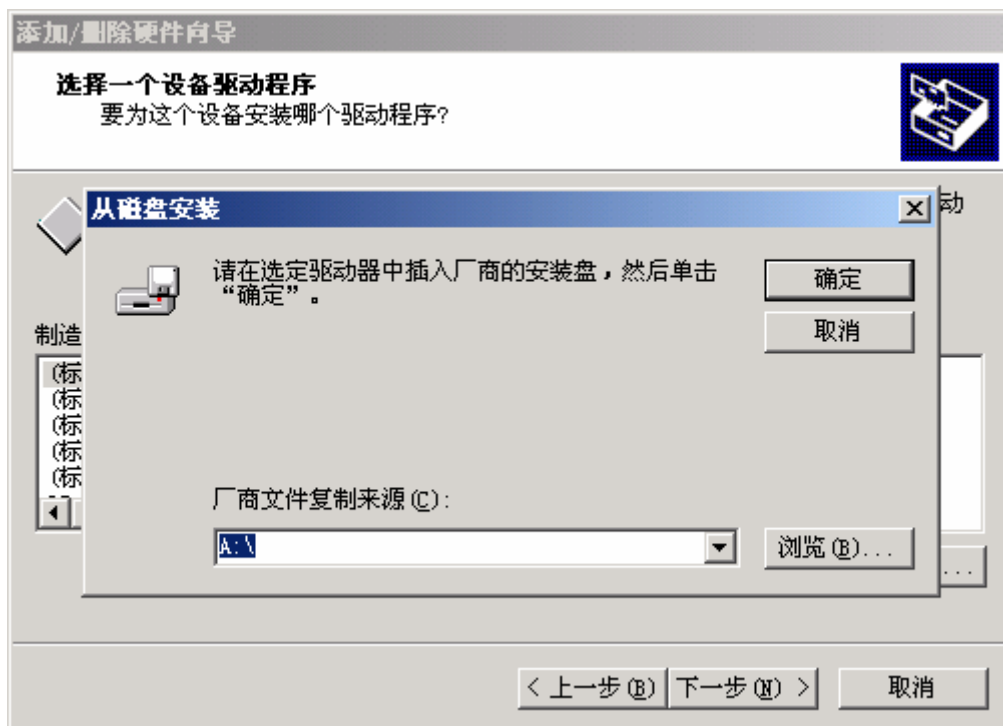 添加/删除硬件向导
选择一个设备驱动程序
要为这个设备安装哪个驱动程序?
动
从磁盘安装
请在选定驱动器中插入厂商的安装盘，然后单击
“确定”。
确定
取消
制造
(标
(标
(标
(标
(标
厂商文件复制来源(C):
A:\
浏览(B)...
...
< 上一步(B)
下一步(N) >
取消